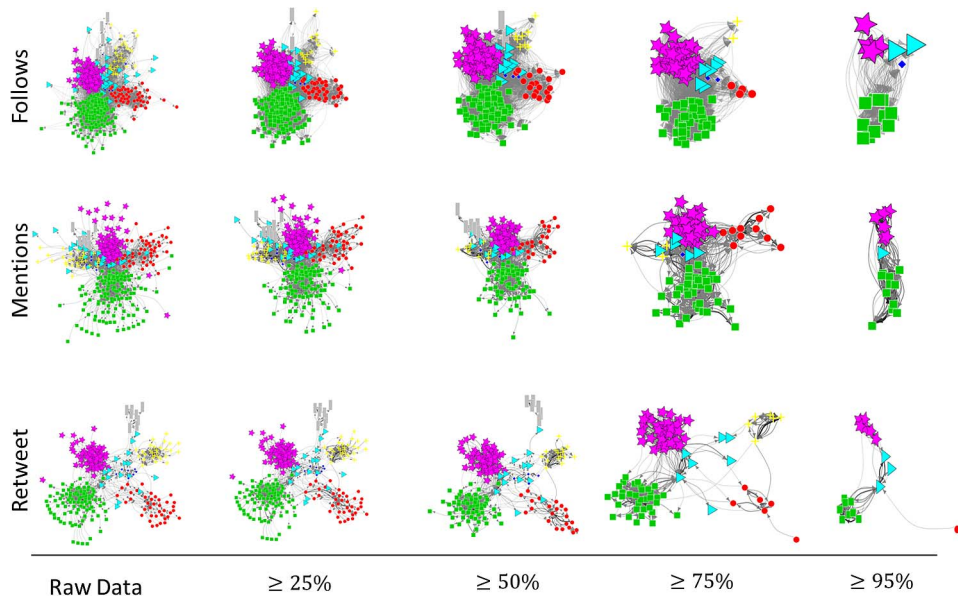 Follows
Mentions
Retweet
Raw Data
≥ 25%
≥ 50%
≥ 75%
≥ 95%